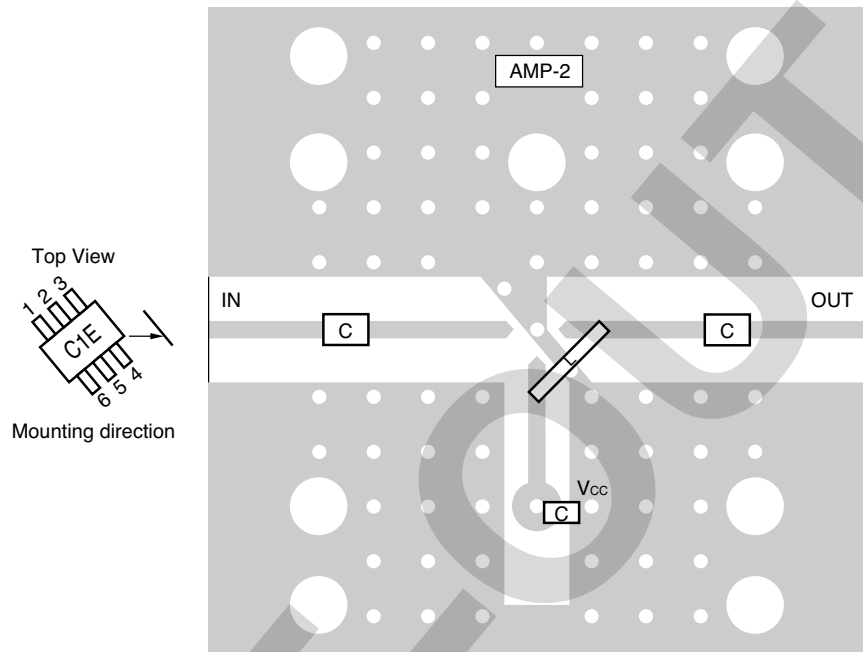 AMP-2
Top View
1 2 3
C1E
6 5 4
Mounting direction
IN
OUT
C
C
L
VCC
C